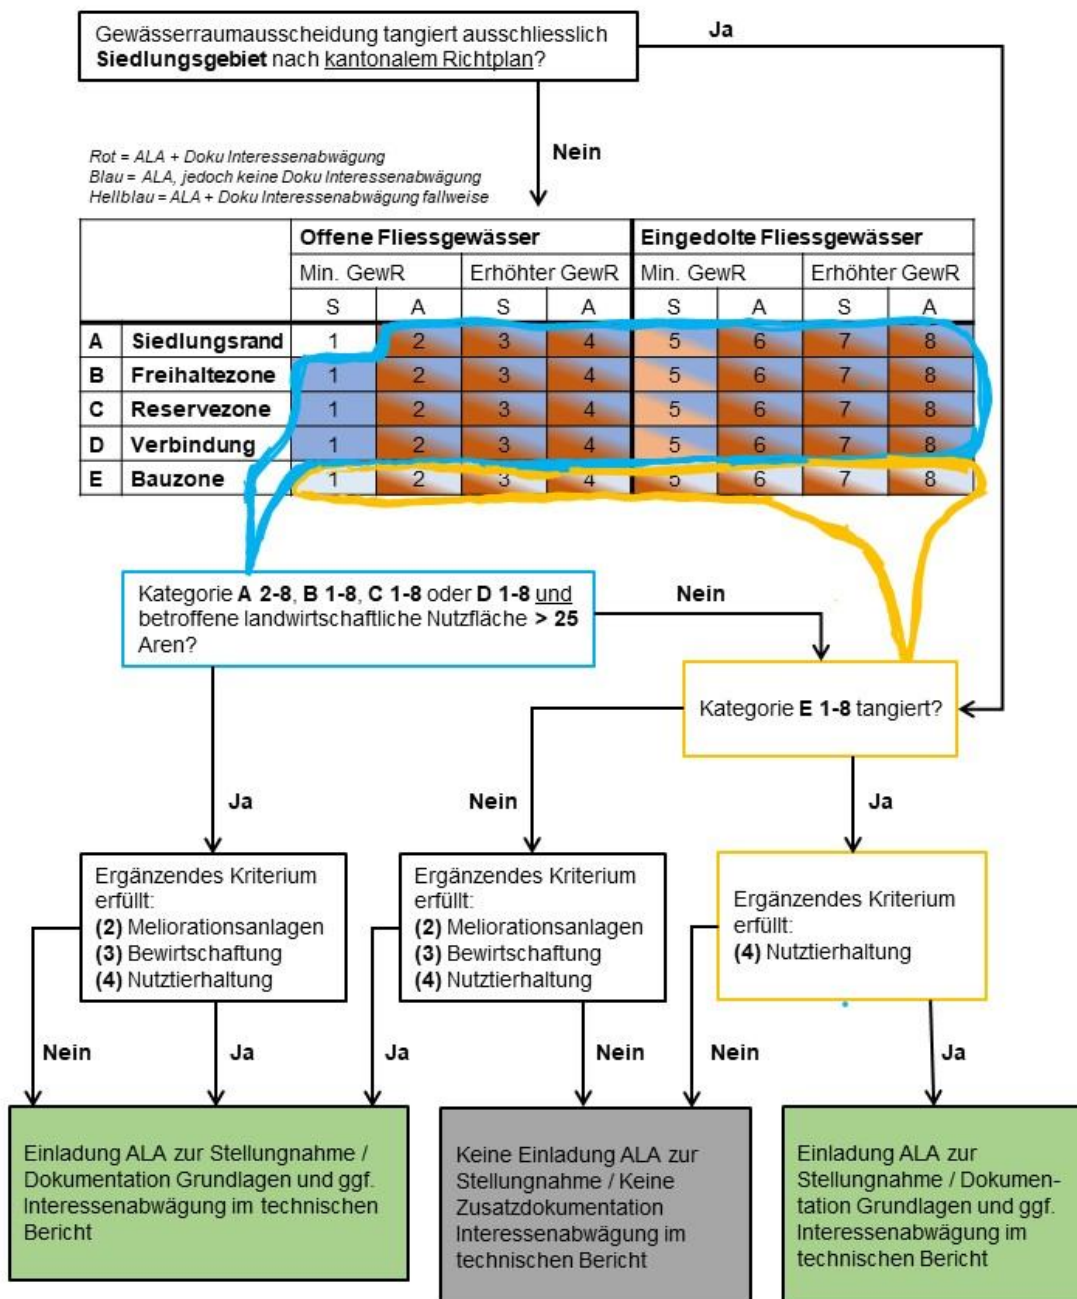 Gewässerraumausscheidung tangiert ausschliesslich
Siedlungsgebiet nach kantonalem Richtplan?
Ja
Nein
Rot = ALA + Doku Interessenabwägung
Blau = ALA, jedoch keine Doku Interessenabwägung
Hellblau = ALA + Doku Interessenabwägung fallweise
Offene Fliessgewässer Eingedolte Fliessgewässer
Min. GewR Erhöhter GewR Min. GewR Erhöhter GewR
S A S A S A S A
A Siedlungsrand 1 2 3 4 5 6 7 8
B Freihaltezone 1 2 3 4 5 6 7 8
C Reservezone 1 2 3 4 5 6 7 8
D Verbindung 1 2 3 4 5 6 7 8
E Bauzone 1 2 3 4 5 6 7 8
Kategorie A 2-8, B 1-8, C 1-8 oder D 1-8 und
betroffene landwirtschaftliche Nutzfläche > 25
Aren?
Nein
Kategorie E 1-8 tangiert?
Ja
Nein
Ja
Ergänzendes Kriterium
erfüllt:
(2) Meliorationsanlagen
(3) Bewirtschaftung
(4) Nutztierhaltung
Ergänzendes Kriterium
erfüllt:
(2) Meliorationsanlagen
(3) Bewirtschaftung
(4) Nutztierhaltung
Ergänzendes Kriterium
erfüllt:
(4) Nutztierhaltung
Nein
Ja
Ja
Nein
Nein
Ja
Einladung ALA zur Stellungnahme /
Dokumentation Grundlagen und ggf.
Interessenabwägung im technischen
Bericht
Keine Einladung ALA zur
Stellungnahme / Keine
Zusatzdokumentation
Interessenabwägung im
technischen Bericht
Einladung ALA zur
Stellungnahme / Dokumen-
tation Grundlagen und ggf.
Interessenabwägung im
technischen Bericht